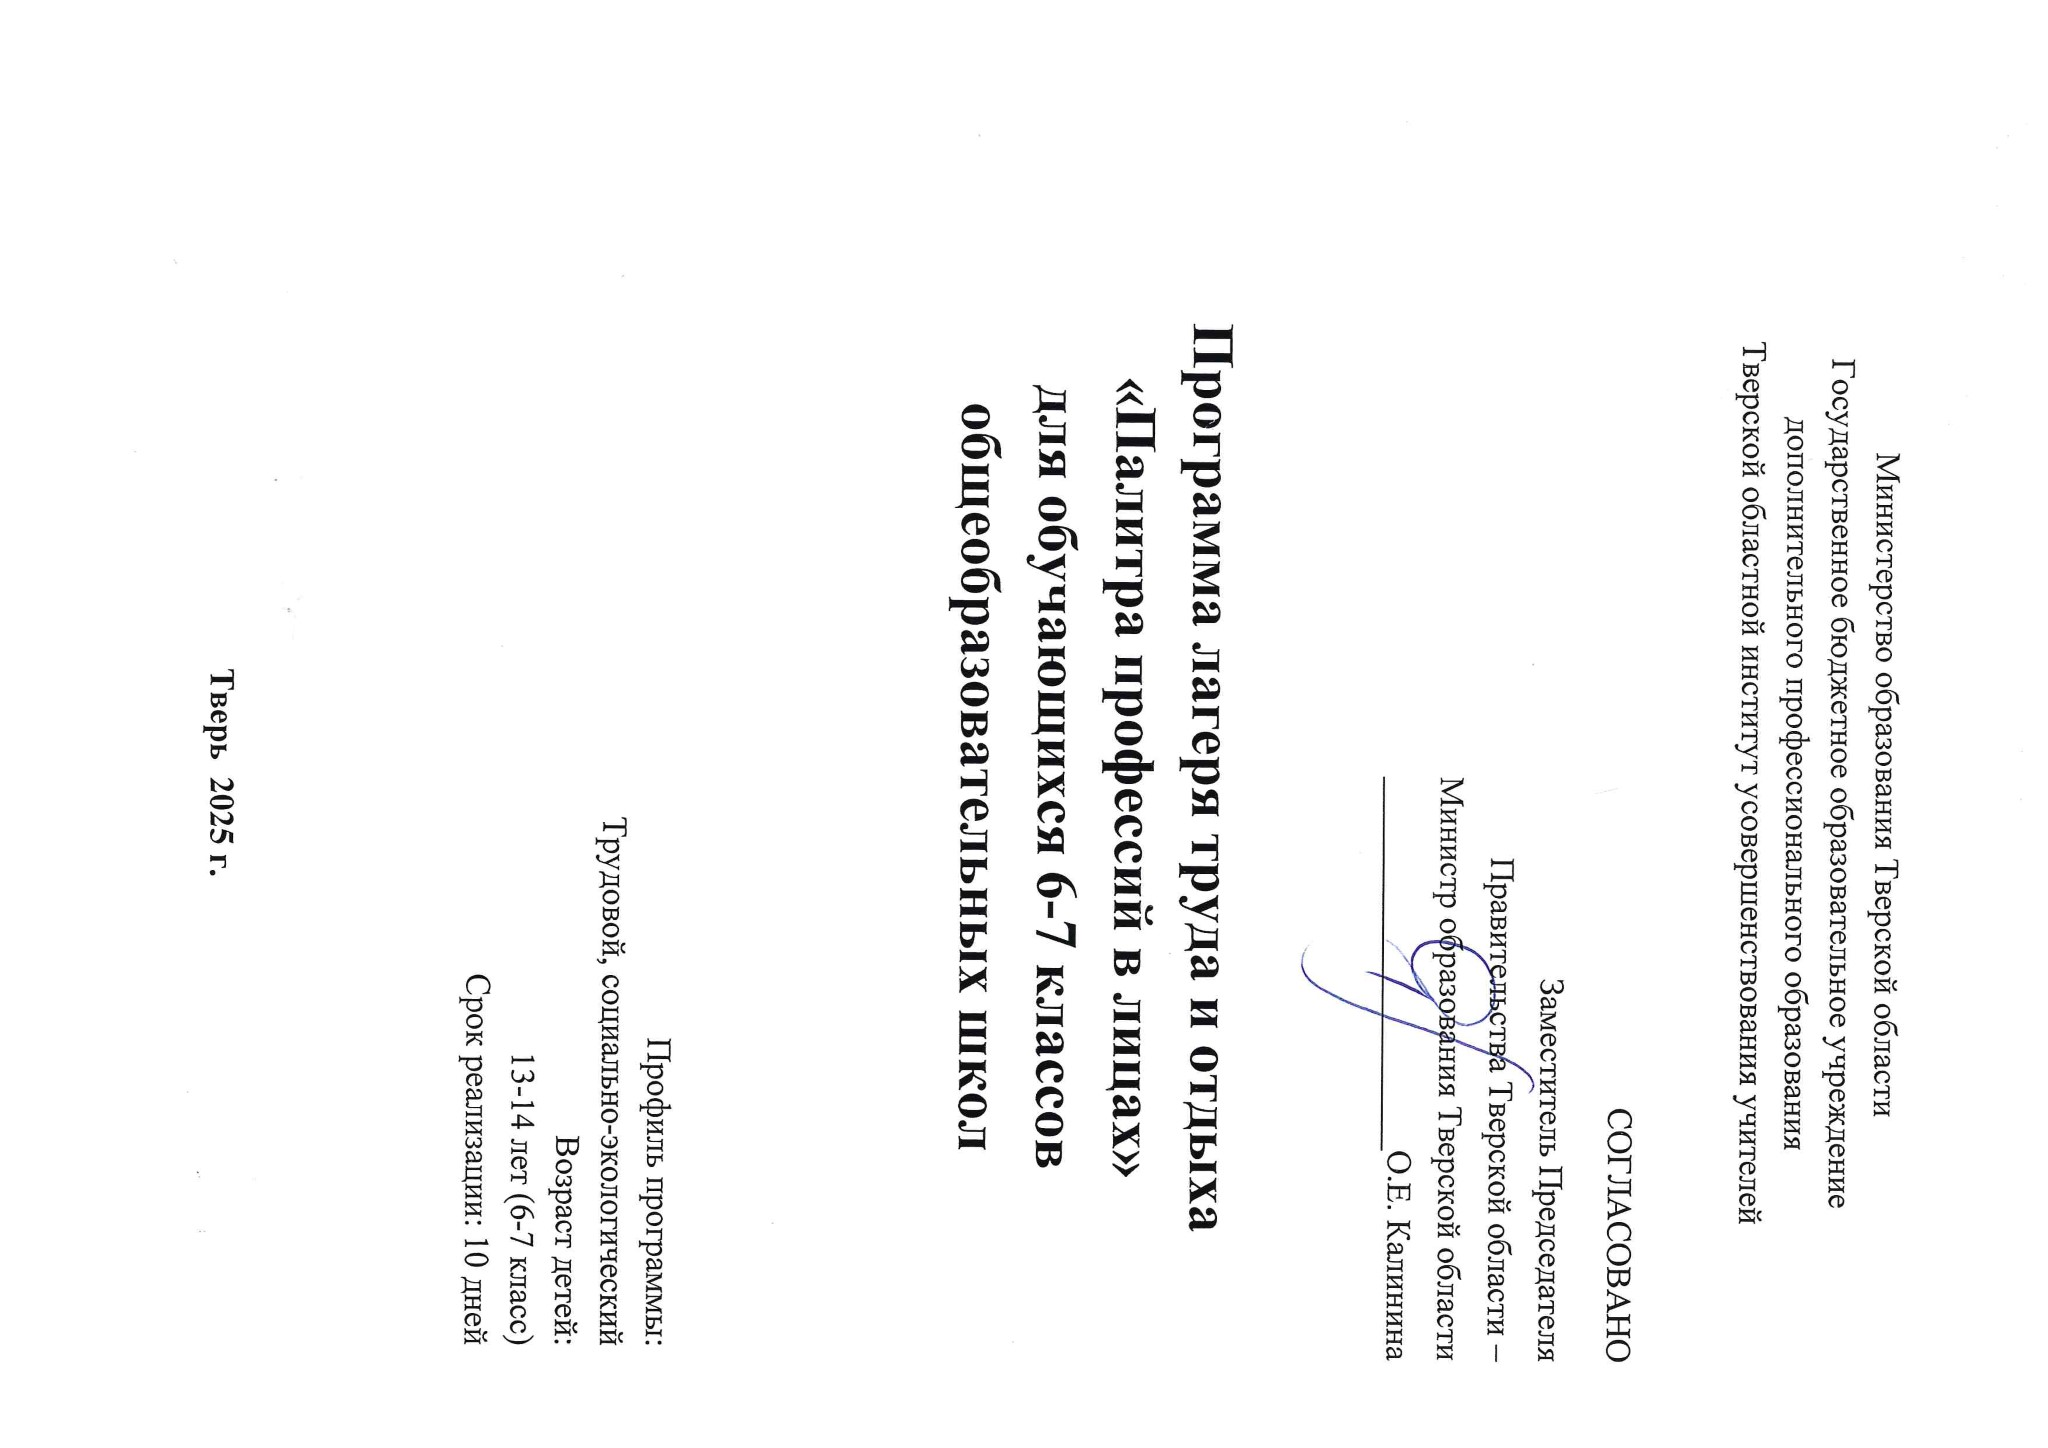 Министерство образования Тверской области
Государственное бюджетное образовательное учреждение
дополнительного профессионального образования
Тверской областной институт усовершенствования учителей
СОГЛАСОВАНО
Заместитель Председателя
Правительства Тверской области –
Министр образования Тверской области
____________________ О.Е. Калинина
Программа лагеря труда и отдыха
«Палитра профессий в лицах»
для обучающихся 6-7 классов
общеобразовательных школ
Профиль программы:
Трудовой, социально-экологический
Возраст детей:
13-14 лет (6-7 класс)
Срок реализации: 10 дней
Тверь 2025 г.